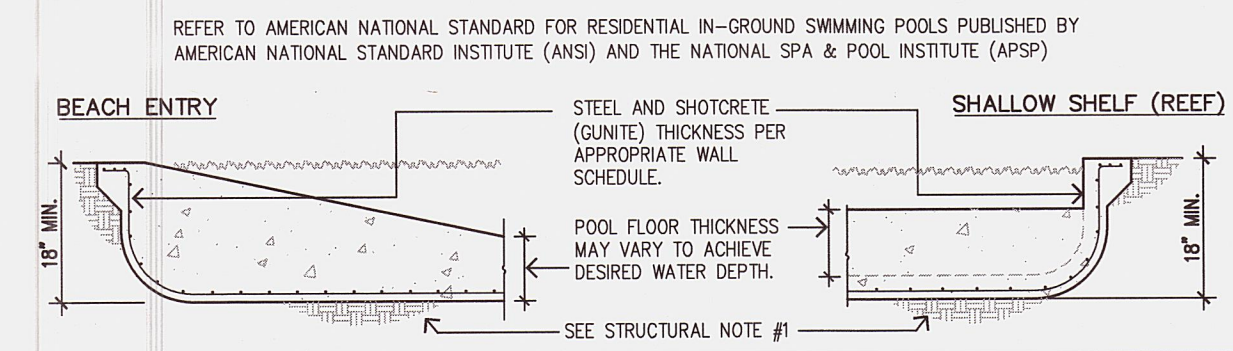 REFER TO AMERICAN NATIONAL STANDARD FOR RESIDENTIAL IN-GROUND SWIMMING POOLS PUBLISHED BY
AMERICAN NATIONAL STANDARD INSTITUTE (ANSI) AND THE NATIONAL SPA & POOL INSTITUTE (APSP)
BEACH ENTRY
STEEL AND SHOTCRETE
(GUNITE) THICKNESS PER
APPROPRIATE WALL
SCHEDULE.
SHALLOW SHELF (REEF)
18" MIN.
POOL FLOOR THICKNESS
MAY VARY TO ACHIEVE
DESIRED WATER DEPTH.
18" MIN.
SEE STRUCTURAL NOTE #1